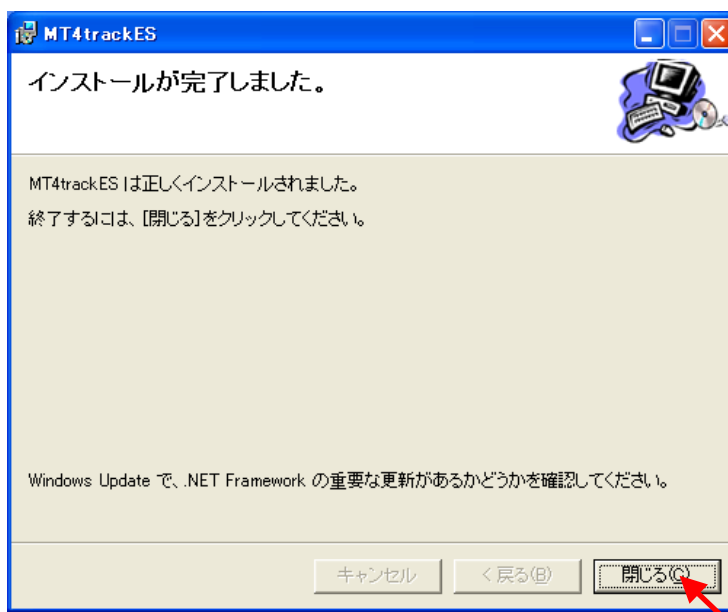 MT4trackES
インストールが完了しました。
MT4trackES は正しくインストールされました。
終了するには、[閉じる]をクリックしてください。
Windows Update で、.NET Framework の重要な更新があるかどうかを確認してください。
キャンセル
< 戻る(B)
閉じる(C)